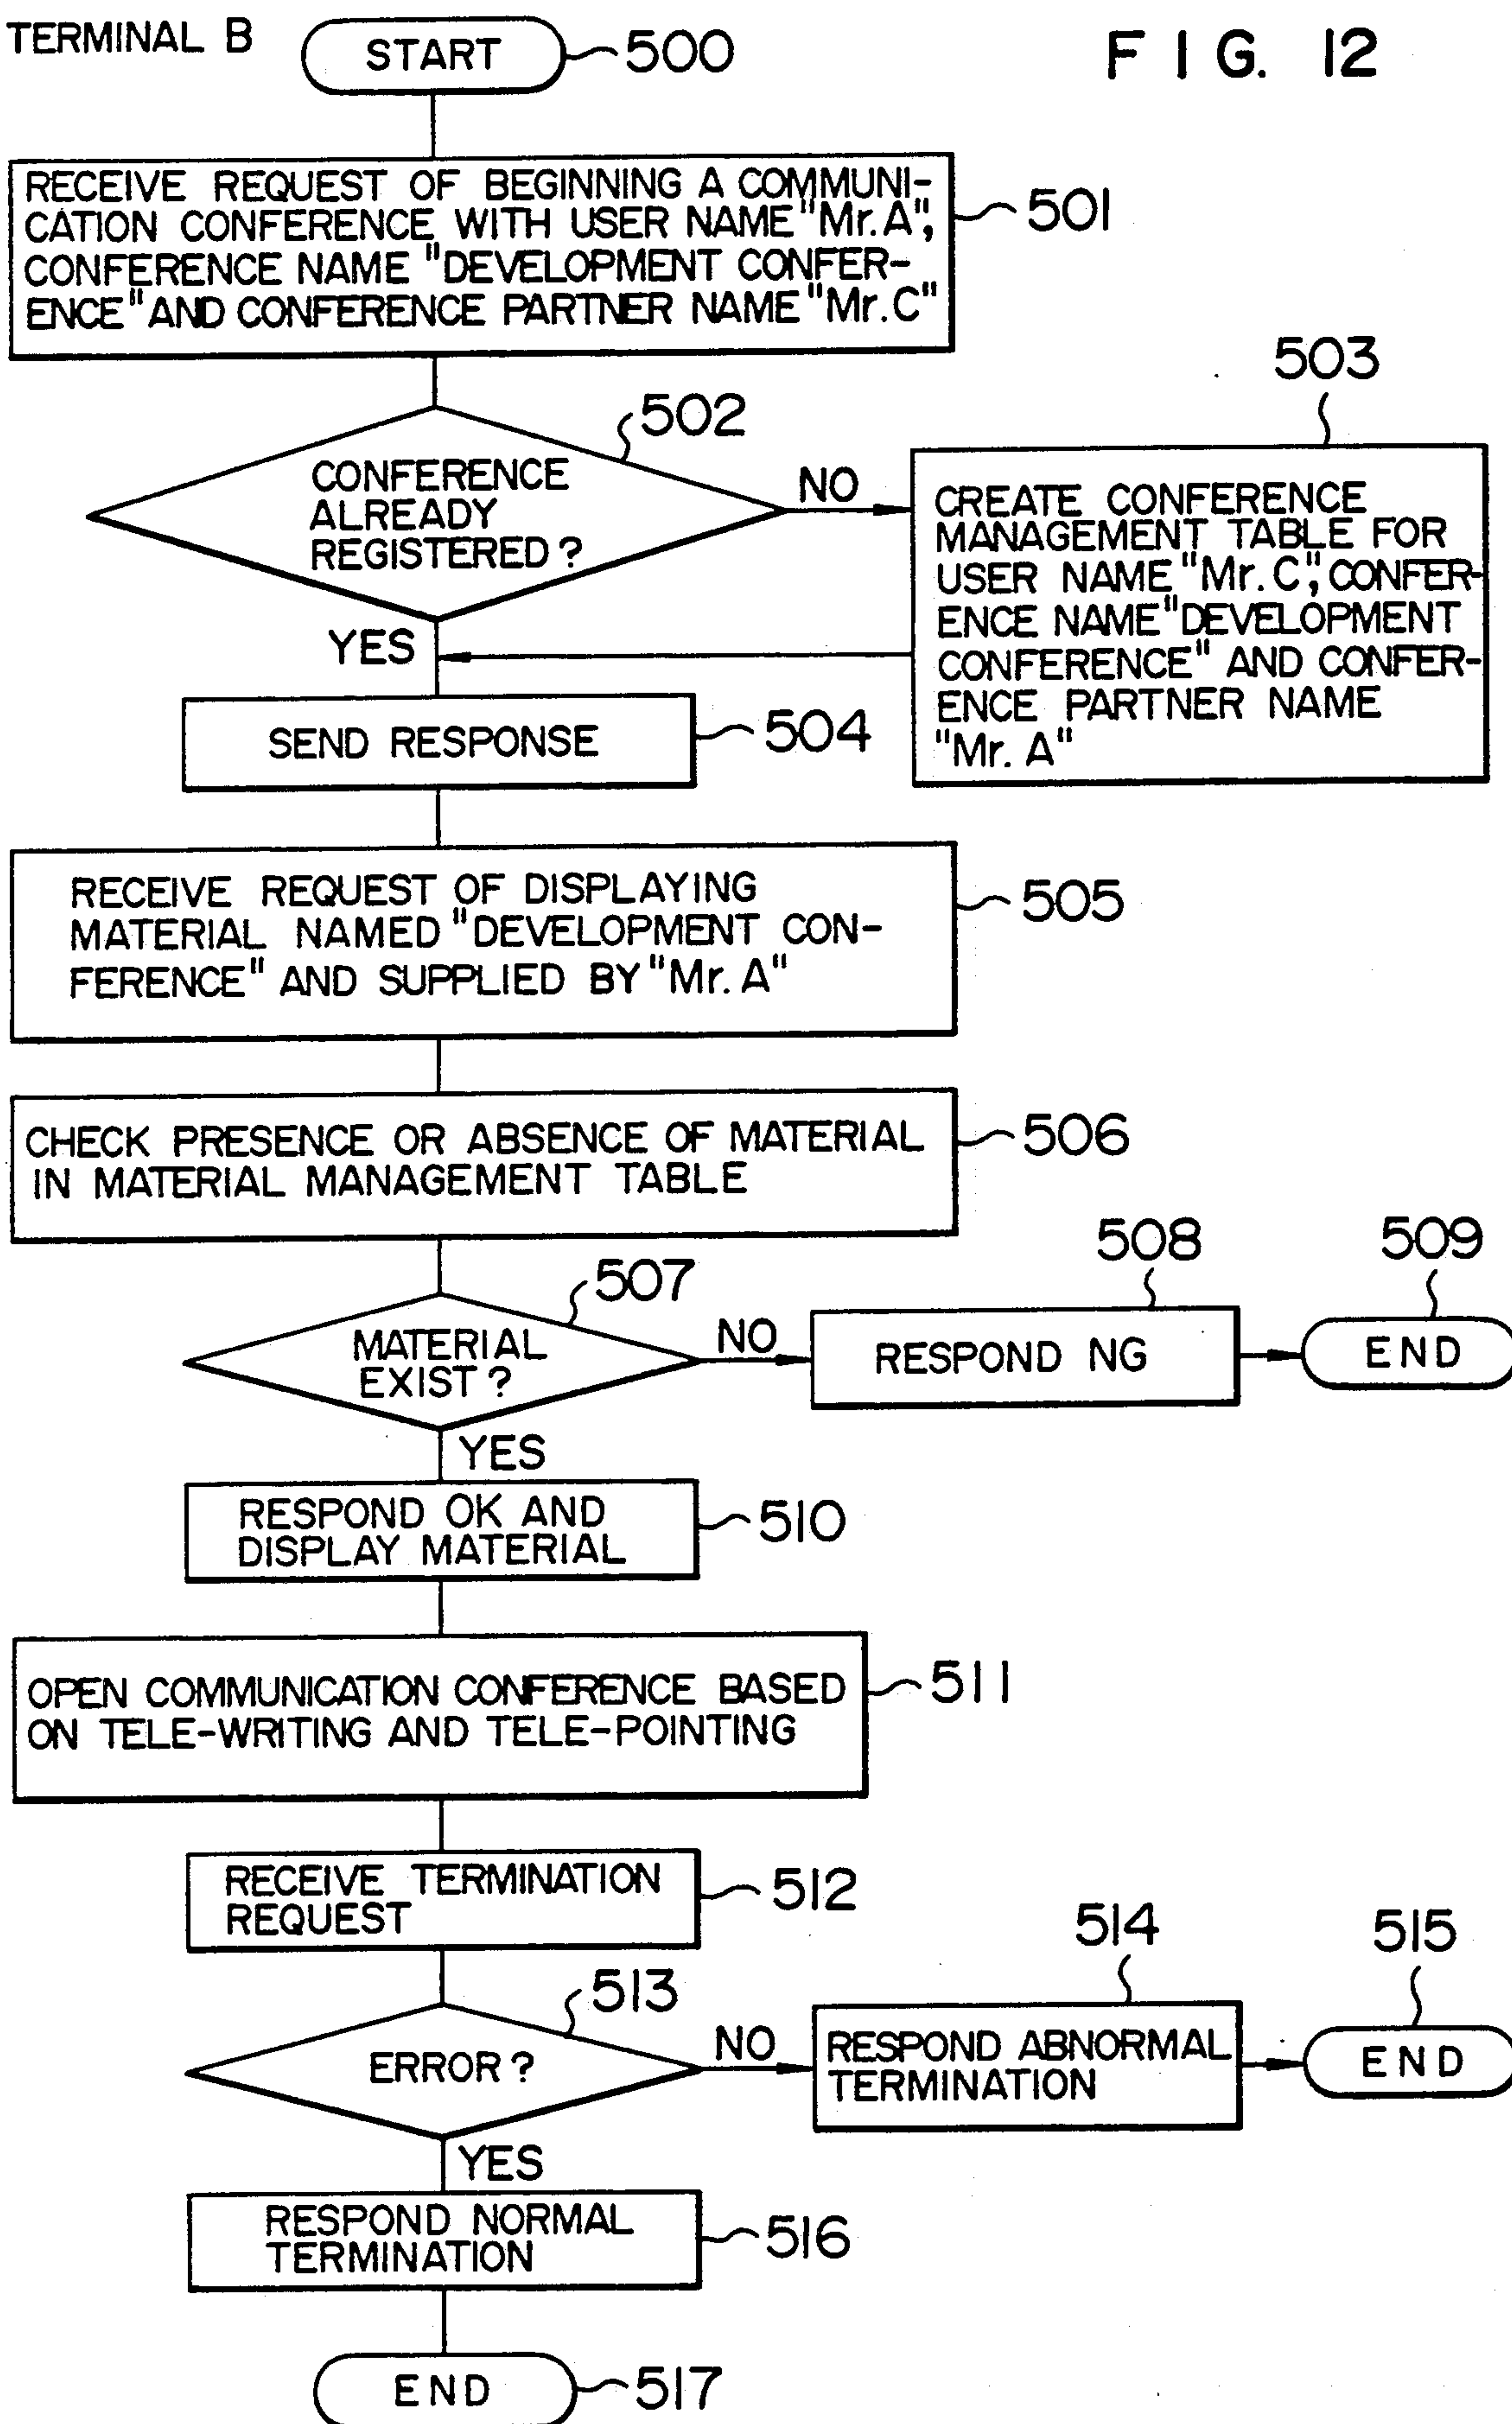 TERMINAL B
START
500
FIG. 12
RECEIVE REQUEST OF BEGINNING A COMMUNI-
CATION CONFERENCE WITH USER NAME "Mr. A",
CONFERENCE NAME "DEVELOPMENT CONFER-
ENCE" AND CONFERENCE PARTNER NAME "Mr. C"
501
502
CONFERENCE
ALREADY
REGISTERED?
NO
503
CREATE CONFERENCE
MANAGEMENT TABLE FOR
USER NAME "Mr. C", CONFER-
ENCE NAME "DEVELOPMENT
CONFERENCE" AND CONFER-
ENCE PARTNER NAME
"Mr. A"
YES
SEND RESPONSE
504
RECEIVE REQUEST OF DISPLAYING
MATERIAL NAMED "DEVELOPMENT CON-
FERENCE" AND SUPPLIED BY "Mr. A"
505
CHECK PRESENCE OR ABSENCE OF MATERIAL
IN MATERIAL MANAGEMENT TABLE
506
507
MATERIAL
EXIST?
NO
508
RESPOND NG
509
END
YES
RESPOND OK AND
DISPLAY MATERIAL
510
OPEN COMMUNICATION CONFERENCE BASED
ON TELE-WRITING AND TELE-POINTING
511
RECEIVE TERMINATION
REQUEST
512
513
ERROR?
NO
514
RESPOND ABNORMAL
TERMINATION
515
END
YES
RESPOND NORMAL
TERMINATION
516
END
517